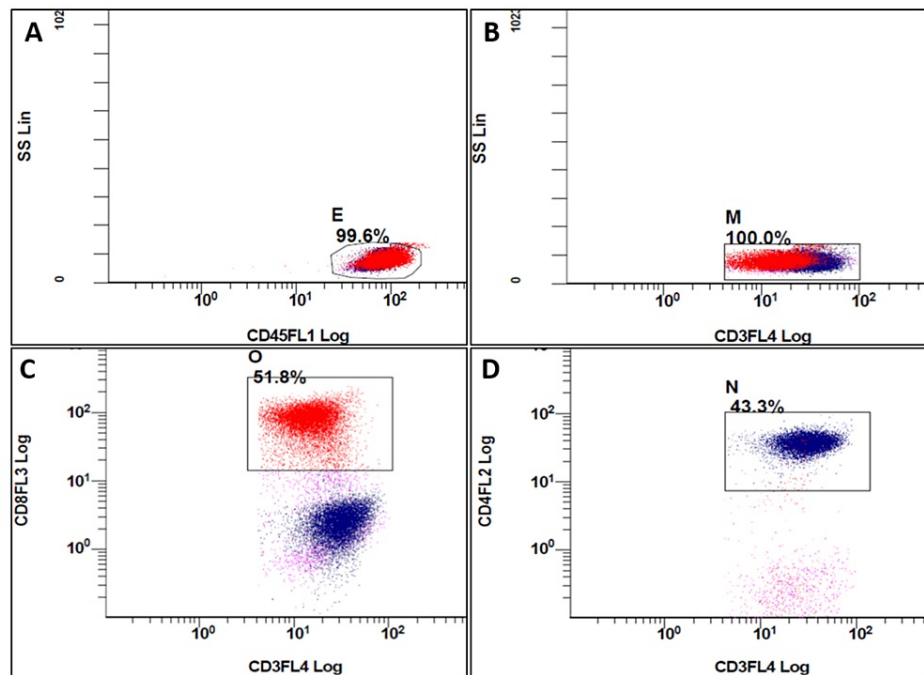 A
102
SS Lin
0
E
99.6%
10⁰ 10¹ 10²
CD45FL1 Log
B
1023
SS Lin
0
M
100.0%
10⁰ 10¹ 10²
CD3FL4 Log
C
O
51.8%
CD8FL3 Log
10²
10¹
10⁰
10⁰ 10¹ 10²
CD3FL4 Log
D
N
43.3%
CD4FL2 Log
10²
10¹
10⁰
10⁰ 10¹ 10²
CD3FL4 Log